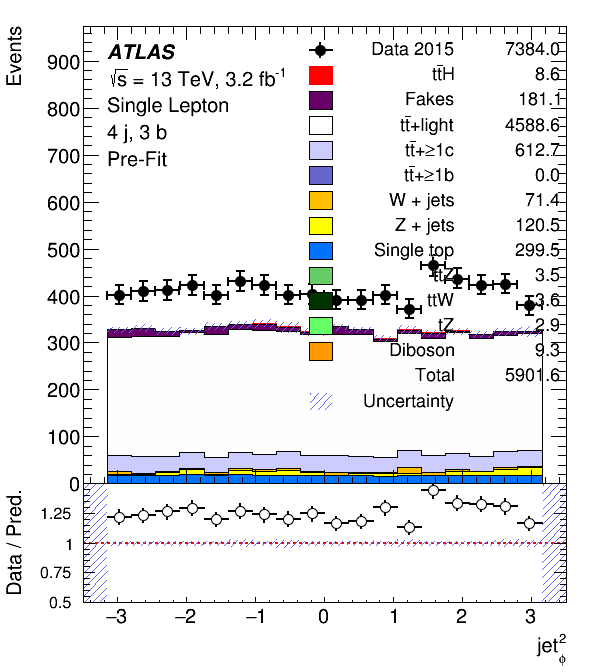 Events
900
800
700
600
500
400
300
200
100
0
ATLAS
√s = 13 TeV, 3.2 fb⁻¹
Single Lepton
4 j, 3 b
Pre-Fit
Data 2015 7384.0
tt̄H 8.6
Fakes 181.1
tt̄+light 4588.6
tt̄+≥1c 612.7
tt̄+≥1b 0.0
W + jets 71.4
Z + jets 120.5
Single top 299.5
ttZ 3.5
ttW 3.6
tZ 2.9
Diboson 9.3
Total 5901.6
Uncertainty
Data / Pred.
1.25
1
0.75
0.5
−3 −2 −1 0 1 2 3
jet²ᵩ